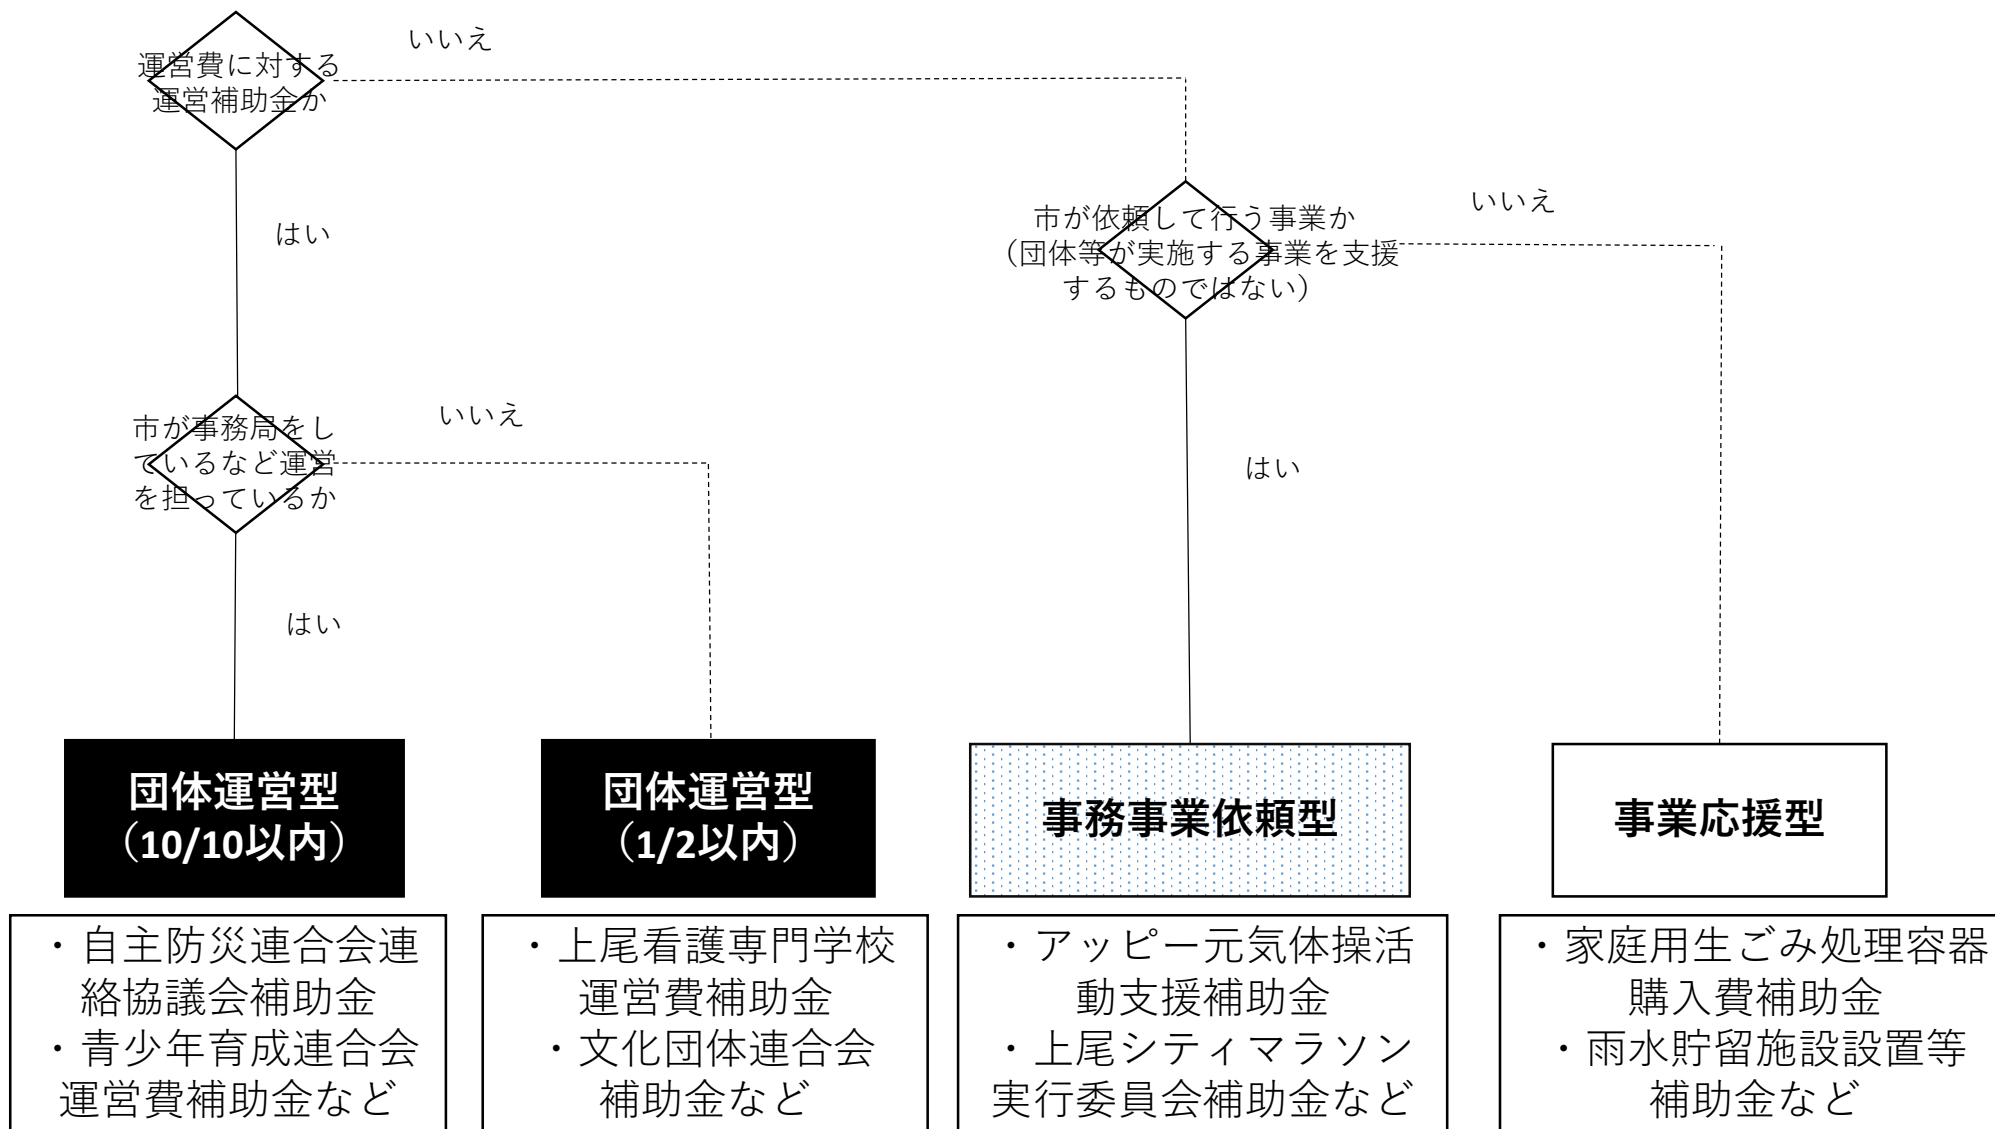 運営費に対する
運営補助金か
いいえ
はい
市が依頼して行う事業か
（団体等が実施する事業を支援
するものではない）
いいえ
はい
市が事務局をし
ているなど運営
を担っているか
いいえ
はい
団体運営型
（10/10以内）
団体運営型
（1/2以内）
事務事業依頼型
事業応援型
・自主防災連合会連
絡協議会補助金
・青少年育成連合会
運営費補助金など
・上尾看護専門学校
運営費補助金
・文化団体連合会
補助金など
・アッピー元気体操活
動支援補助金
・上尾シティマラソン
実行委員会補助金など
・家庭用生ごみ処理容器
購入費補助金
・雨水貯留施設設置等
補助金など